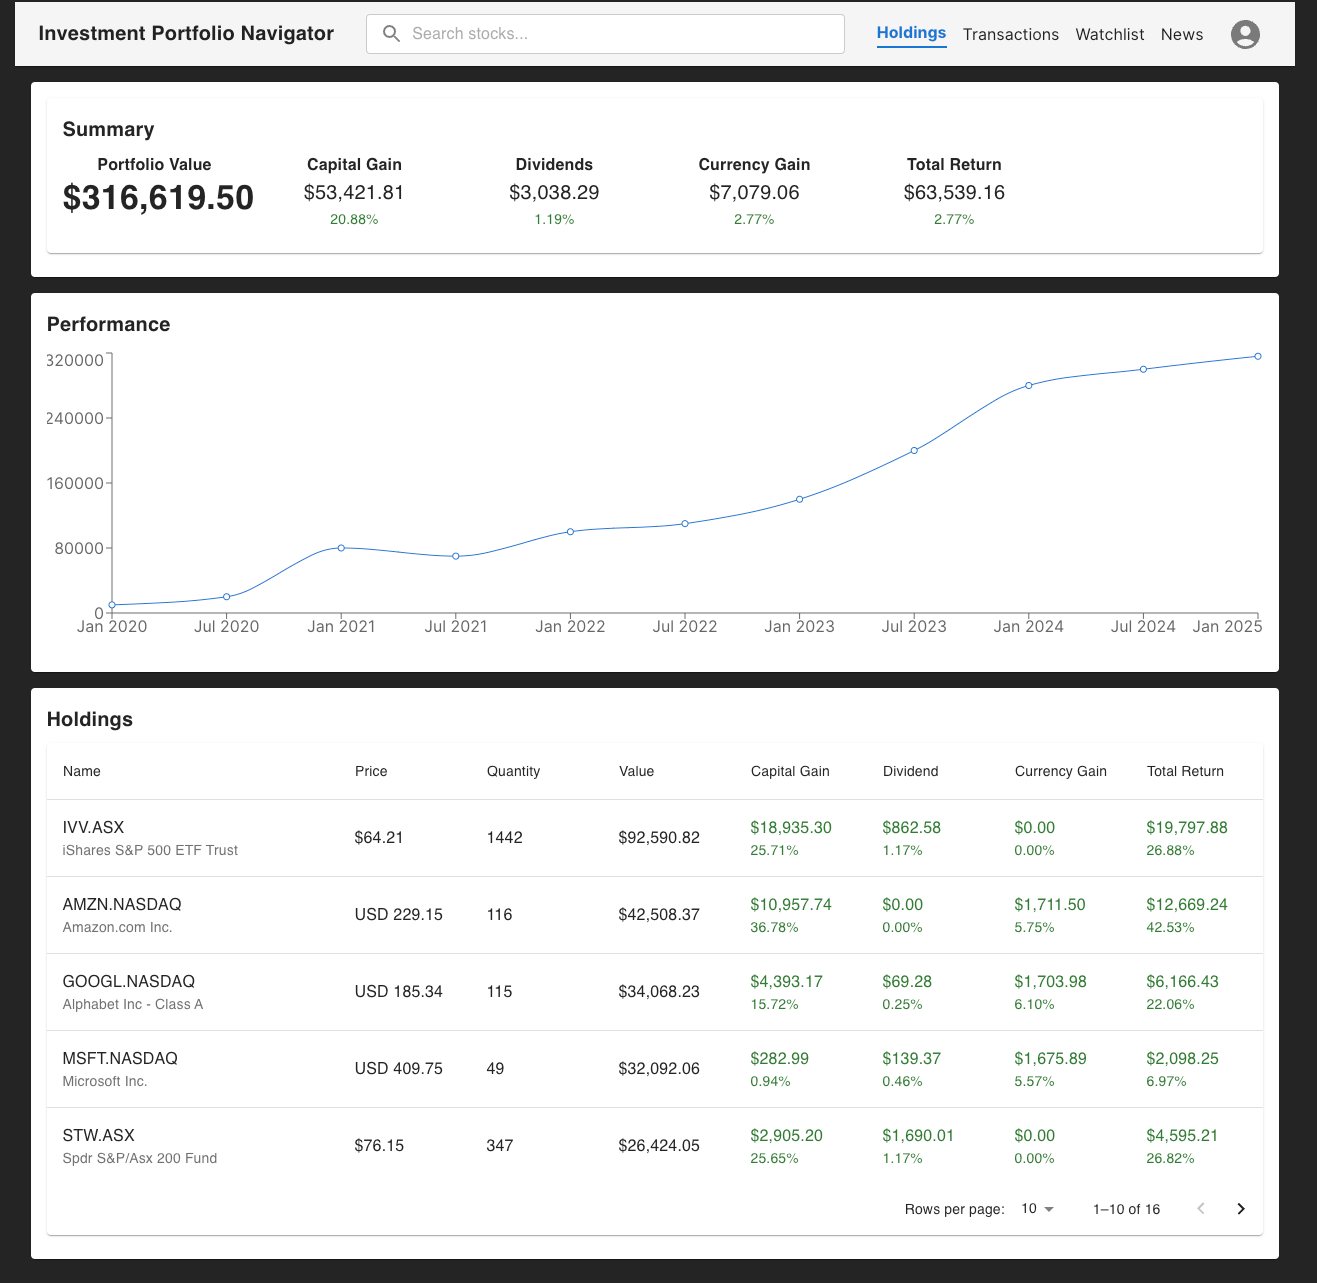 Investment Portfolio Navigator
Search stocks...
Holdings Transactions Watchlist News
Summary
Portfolio Value Capital Gain Dividends Currency Gain Total Return
$316,619.50 $53,421.81 $3,038.29 $7,079.06 $63,539.16
20.88% 1.19% 2.77% 2.77%
Performance
320000
240000
160000
80000
0
Jan 2020 Jul 2020 Jan 2021 Jul 2021 Jan 2022 Jul 2022 Jan 2023 Jul 2023 Jan 2024 Jul 2024 Jan 2025
Holdings
Name Price Quantity Value Capital Gain Dividend Currency Gain Total Return
IVV.ASX $64.21 1442 $92,590.82 $18,935.30 $862.58 $0.00 $19,797.88
iShares S&P 500 ETF Trust 25.71% 1.17% 0.00% 26.88%
AMZN.NASDAQ USD 229.15 116 $42,508.37 $10,957.74 $0.00 $1,711.50 $12,669.24
Amazon.com Inc. 36.78% 0.00% 5.75% 42.53%
GOOGL.NASDAQ USD 185.34 115 $34,068.23 $4,393.17 $69.28 $1,703.98 $6,166.43
Alphabet Inc - Class A 15.72% 0.25% 6.10% 22.06%
MSFT.NASDAQ USD 409.75 49 $32,092.06 $282.99 $139.37 $1,675.89 $2,098.25
Microsoft Inc. 0.94% 0.46% 5.57% 6.97%
STW.ASX $76.15 347 $26,424.05 $2,905.20 $1,690.01 $0.00 $4,595.21
Spdr S&P/Asx 200 Fund 25.65% 1.17% 0.00% 26.82%
Rows per page: 10 1–10 of 16